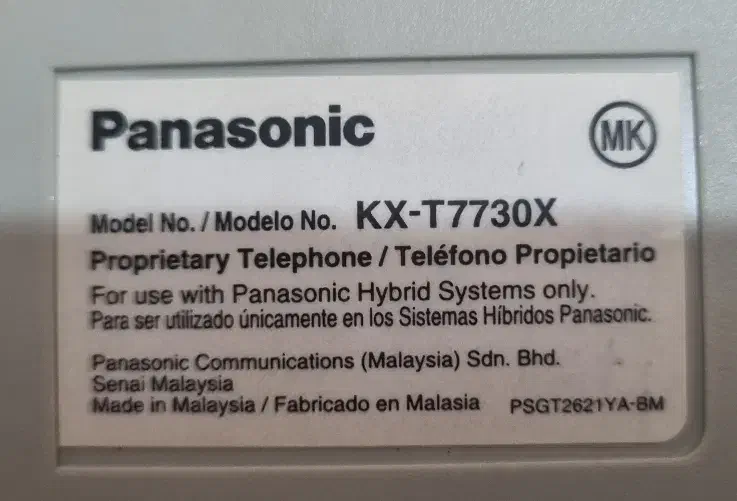 Panasonic
MK
Model No. / Modelo No. KX-T7730X
Proprietary Telephone / Teléfono Propietario
For use with Panasonic Hybrid Systems only.
Para ser utilizado únicamente en los Sistemas Híbridos Panasonic.
Panasonic Communications (Malaysia) Sdn. Bhd.
Senai Malaysia
Made in Malaysia / Fabricado en Malasia PSGT2621YA-BM